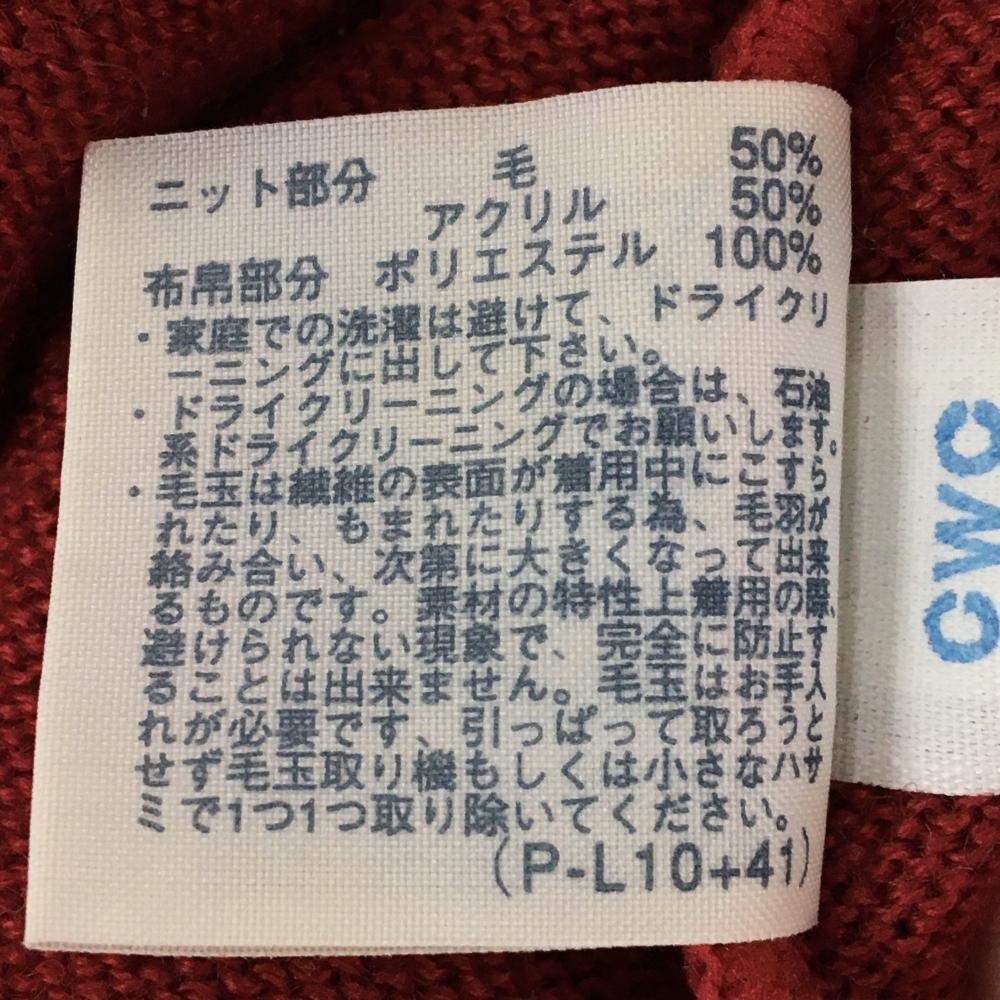 ニット部分 毛 50%
アクリル 50%
布帛部分 ポリエステル 100%
・家庭での洗濯は避けて、ドライクリ
ーニングに出して下さい。
・ドライクリーニングの場合は、石油
系ドライクリーニングでお願いします。
・毛玉は繊維の表面が着用中にこすら
れたり、もまれたりする為、毛羽が
絡み合い、次第に大きくなって出来
るものです。素材の特性上着用の際、
避けられない現象で、完全に防止す
ることは出来ません。毛玉はお手入
れが必要です、引っぱって取ろうと
せず毛玉取り機もしくは小さなハサ
ミで1つ1つ取り除いてください。
(P-L10+41)
CWC